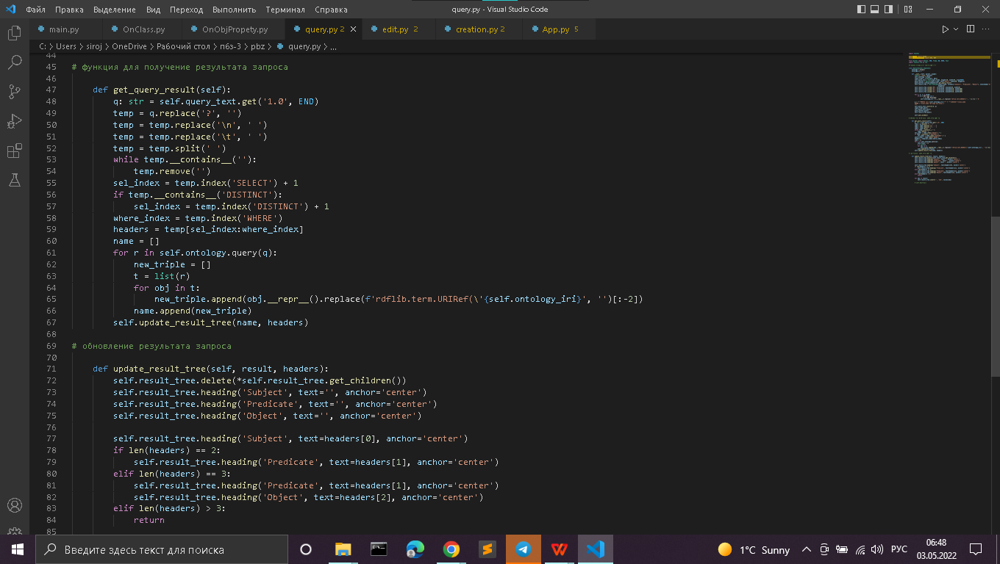 Файл Правка Выделение Вид Переход Выполнить Терминал Справка
query.py - Visual Studio Code
main.py OnClass.py OnObjPropety.py query.py 2 edit.py 2 creation.py 2 App.py 5
C: > Users > siroj > OneDrive > Рабочий стол > пбз-3 > pbz > query.py > ...
44
45 # функция для получение результата запроса
46
47 def get_query_result(self):
48 q: str = self.query_text.get('1.0', END)
49 temp = q.replace('?', '')
50 temp = temp.replace('\n', ' ')
51 temp = temp.replace('\t', ' ')
52 temp = temp.split(' ')
53 while temp.__contains__(''):
54 temp.remove('')
55 sel_index = temp.index('SELECT') + 1
56 if temp.__contains__('DISTINCT'):
57 sel_index = temp.index('DISTINCT') + 1
58 where_index = temp.index('WHERE')
59 headers = temp[sel_index:where_index]
60 name = []
61 for r in self.ontology.query(q):
62 new_triple = []
63 t = list(r)
64 for obj in t:
65 new_triple.append(obj.__repr__().replace(f'rdflib.term.URIRef(\'{self.ontology_iri}', '')[:-2])
66 name.append(new_triple)
67 self.update_result_tree(name, headers)
68
69 # обновление результата запроса
70
71 def update_result_tree(self, result, headers):
72 self.result_tree.delete(*self.result_tree.get_children())
73 self.result_tree.heading('Subject', text='', anchor='center')
74 self.result_tree.heading('Predicate', text='', anchor='center')
75 self.result_tree.heading('Object', text='', anchor='center')
76
77 self.result_tree.heading('Subject', text=headers[0], anchor='center')
78 if len(headers) == 2:
79 self.result_tree.heading('Predicate', text=headers[1], anchor='center')
80 elif len(headers) == 3:
81 self.result_tree.heading('Predicate', text=headers[1], anchor='center')
82 self.result_tree.heading('Object', text=headers[2], anchor='center')
83 elif len(headers) > 3:
84 return
85
Введите здесь текст для поиска
1°C Sunny
РУС
06:48
03.05.2022